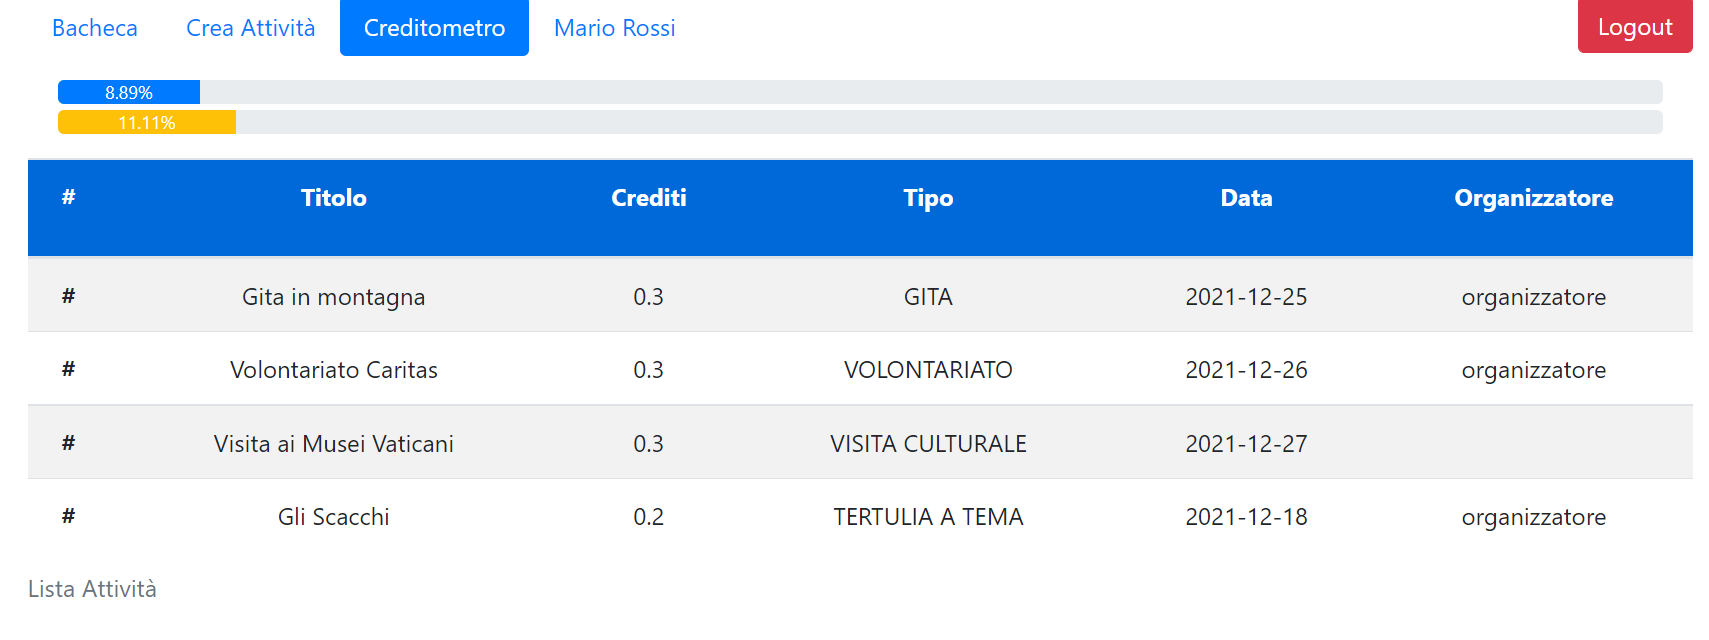 Bacheca Crea Attività Creditometro Mario Rossi Logout
8.89%
11.11%
# Titolo Crediti Tipo Data Organizzatore
# Gita in montagna 0.3 GITA 2021-12-25 organizzatore
# Volontariato Caritas 0.3 VOLONTARIATO 2021-12-26 organizzatore
# Visita ai Musei Vaticani 0.3 VISITA CULTURALE 2021-12-27
# Gli Scacchi 0.2 TERTULIA A TEMA 2021-12-18 organizzatore
Lista Attività